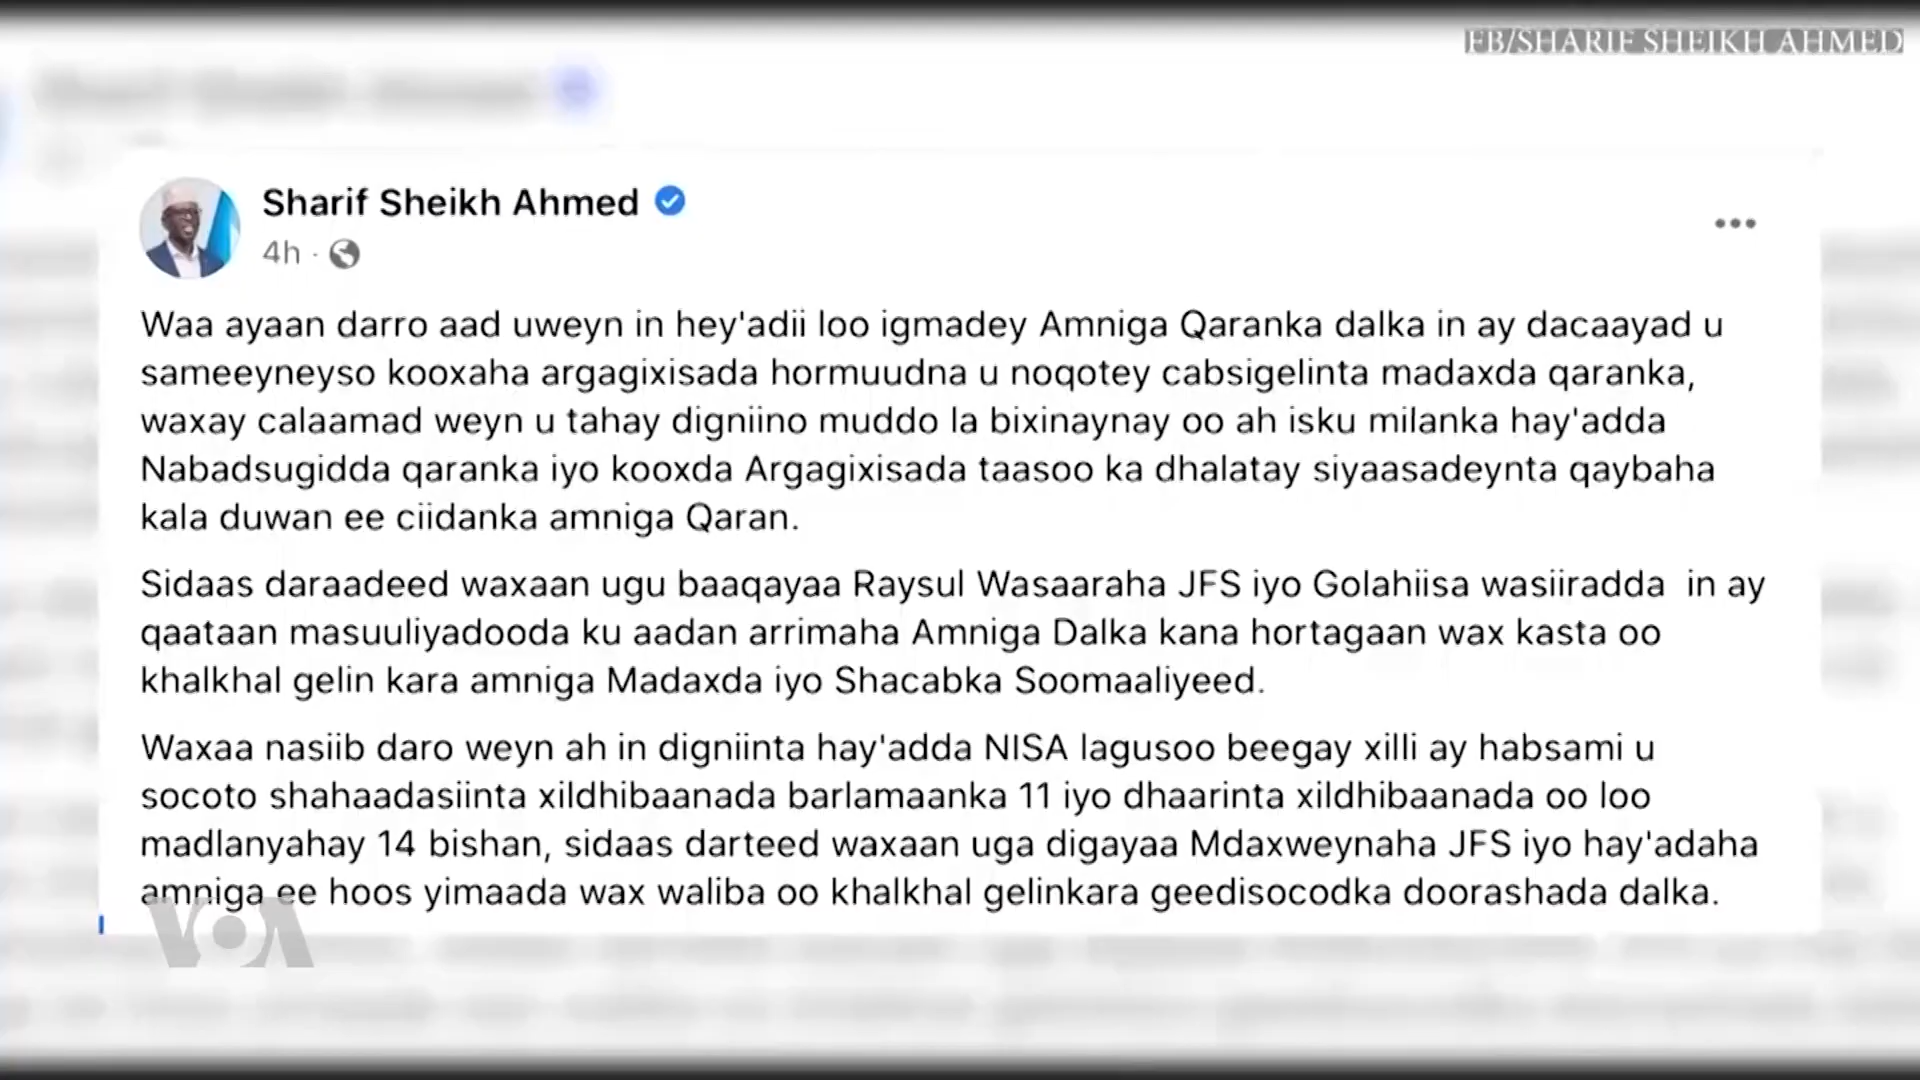 FB/SHARIF SHEIKH AHMED
Sharif Sheikh Ahmed
4h ·
Waa ayaan darro aad uweyn in hey'adii loo igmadey Amniga Qaranka dalka in ay dacaayad u
sameeyneyso kooxaha argagixisada hormuudna u noqotey cabsigelinta madaxda qaranka,
waxay calaamad weyn u tahay digniino muddo la bixinaynay oo ah isku milanka hay'adda
Nabadsugidda qaranka iyo kooxda Argagixisada taasoo ka dhalatay siyaasadeynta qaybaha
kala duwan ee ciidanka amniga Qaran.
Sidaas daraadeed waxaan ugu baaqayaa Raysul Wasaaraha JFS iyo Golahiisa wasiiradda in ay
qaataan masuuliyadooda ku aadan arrimaha Amniga Dalka kana hortagaan wax kasta oo
khalkhal gelin kara amniga Madaxda iyo Shacabka Soomaaliyeed.
Waxaa nasiib daro weyn ah in digniinta hay'adda NISA lagusoo beegay xilli ay habsami u
socoto shahaadasiinta xildhibaanada barlamaanka 11 iyo dhaarinta xildhibaanada oo loo
madlanyahay 14 bishan, sidaas darteed waxaan uga digayaa Mdaxweynaha JFS iyo hay'adaha
amniga ee hoos yimaada wax waliba oo khalkhal gelinkara geedisocodka doorashada dalka.
VOA